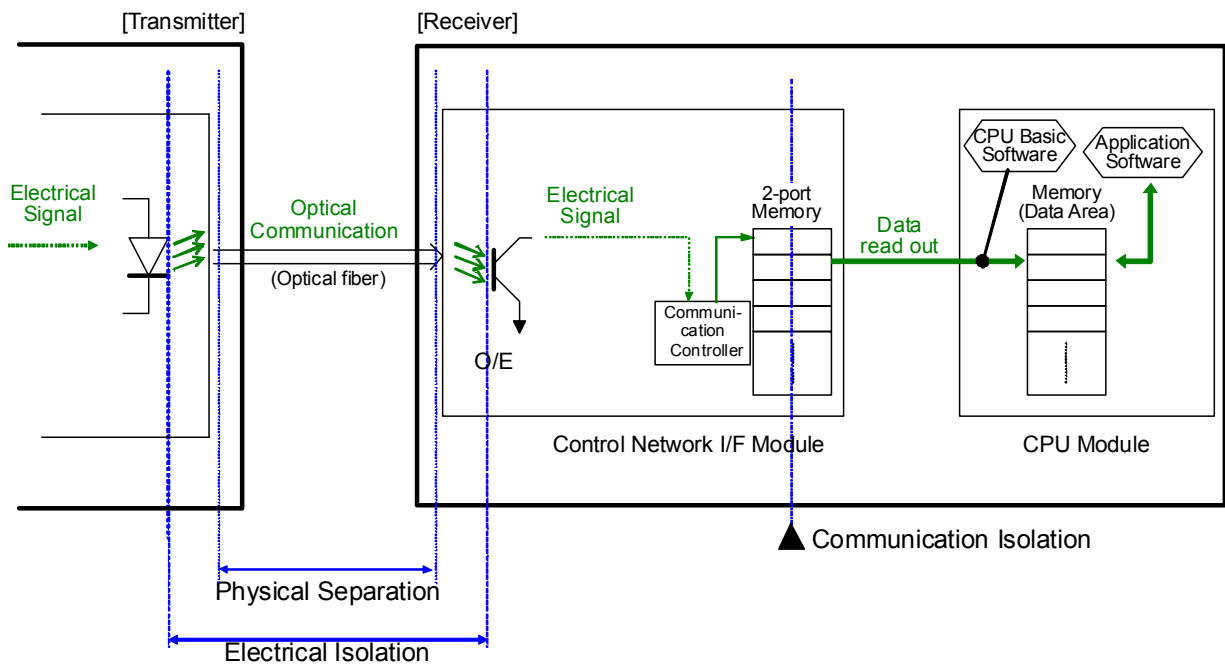 [Transmitter]
[Receiver]
Electrical
Signal
Optical
Communication
(Optical fiber)
O/E
Electrical
Signal
Communi-
cation
Controller
2-port
Memory
Data
read out
CPU Basic
Software
Application
Software
Memory
(Data Area)
Control Network I/F Module
CPU Module
Communication Isolation
Physical Separation
Electrical Isolation